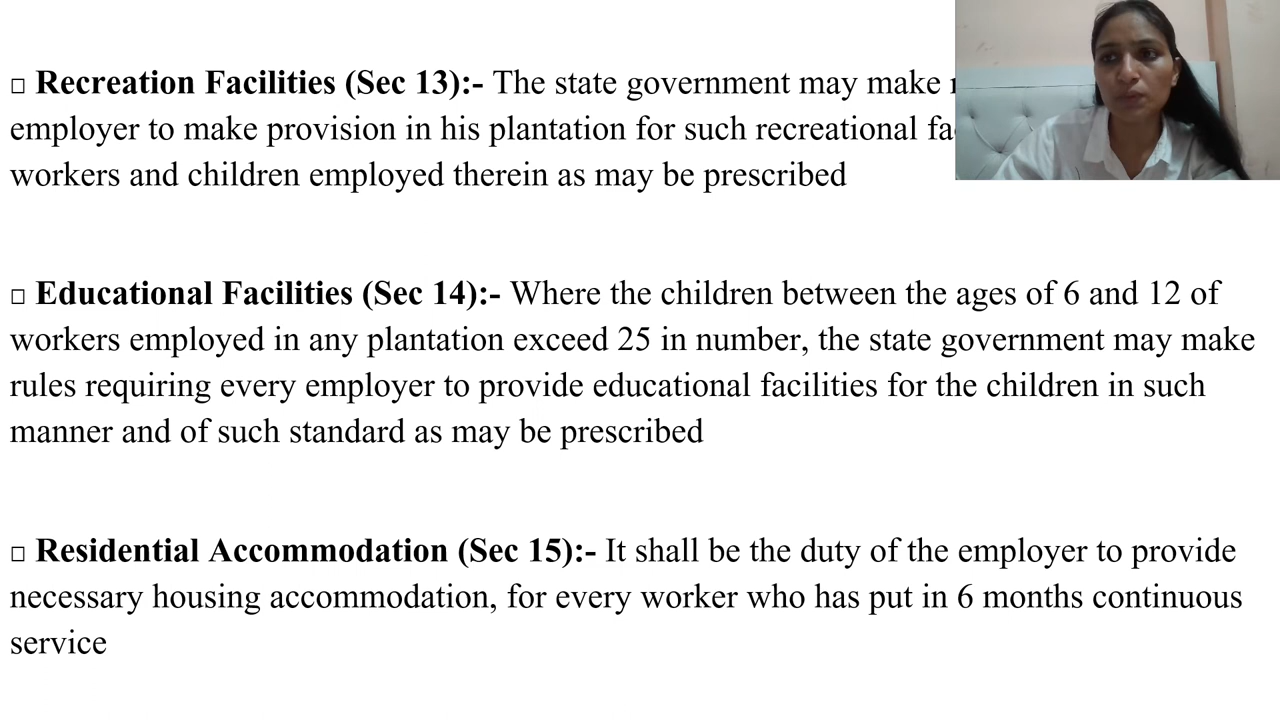 □ Recreation Facilities (Sec 13):- The state government may make
employer to make provision in his plantation for such recreational
workers and children employed therein as may be prescribed
□ Educational Facilities (Sec 14):- Where the children between the ages of 6 and 12 of
workers employed in any plantation exceed 25 in number, the state government may make
rules requiring every employer to provide educational facilities for the children in such
manner and of such standard as may be prescribed
□ Residential Accommodation (Sec 15):- It shall be the duty of the employer to provide
necessary housing accommodation, for every worker who has put in 6 months continuous
service